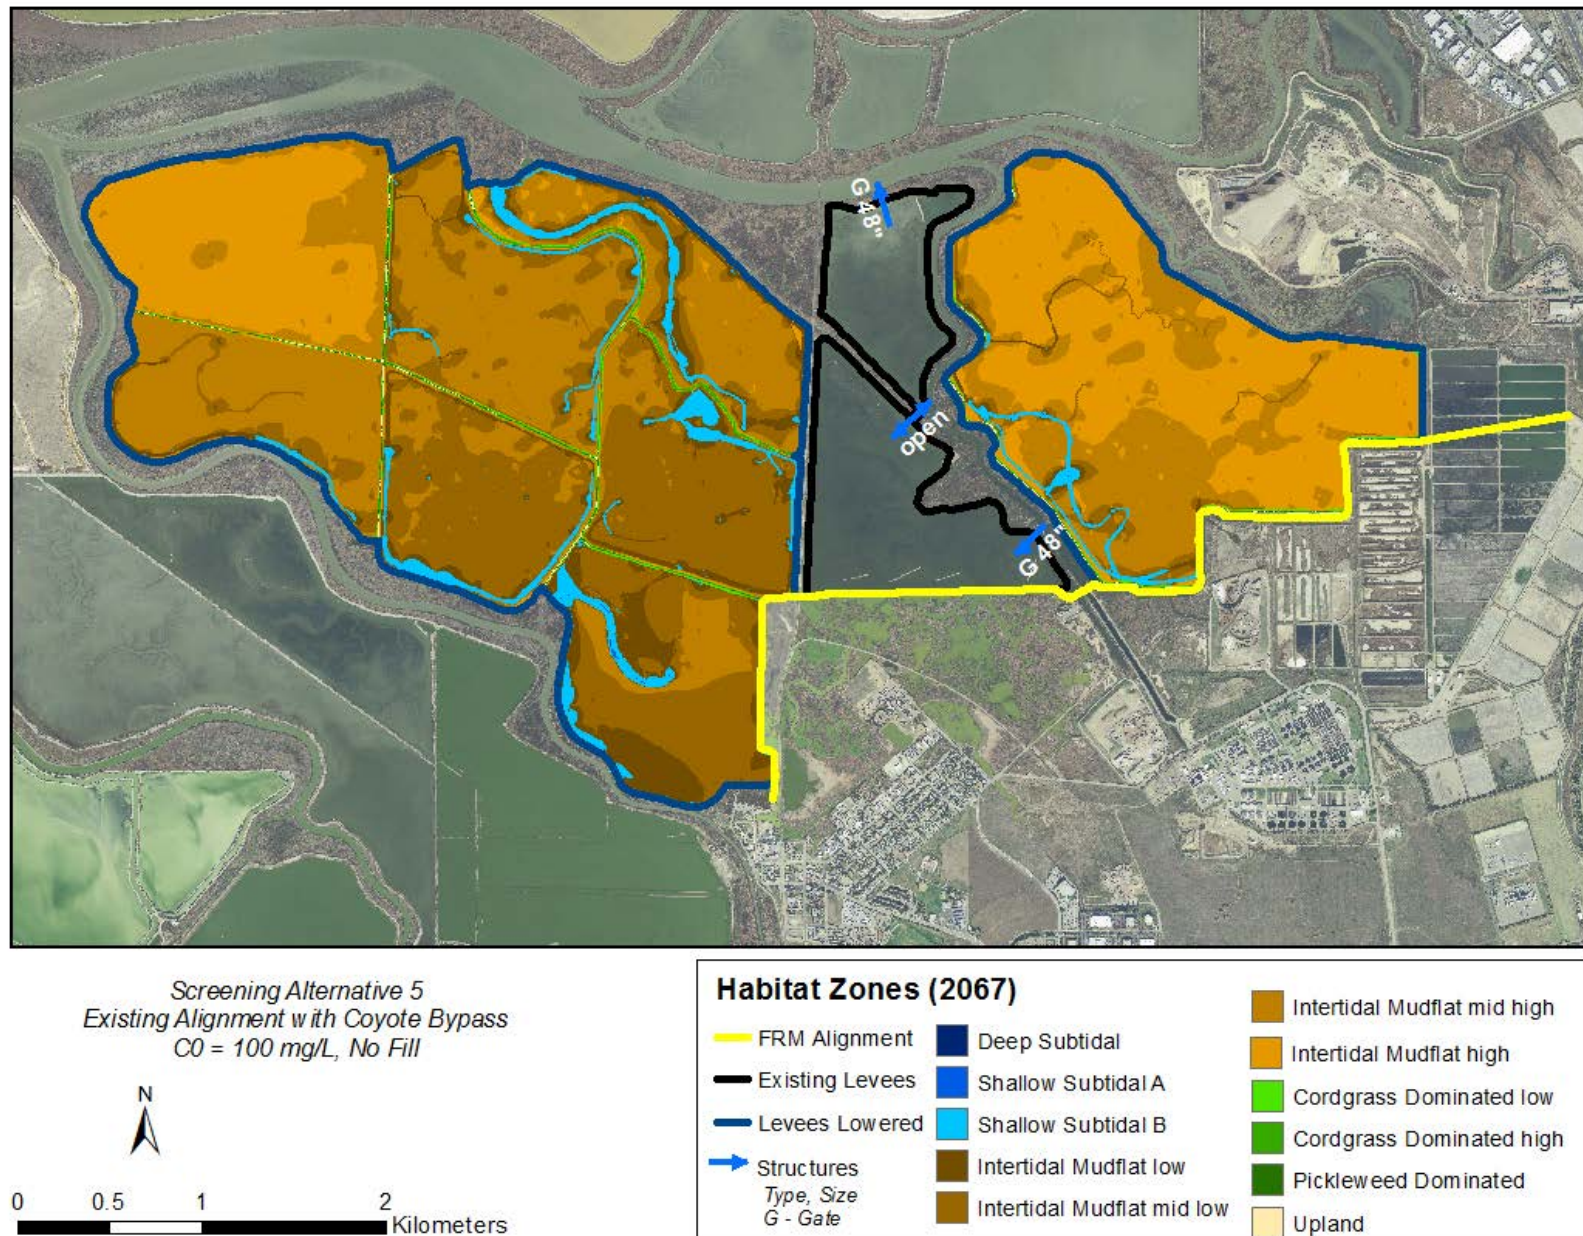 G 48"
open
G 48"
Screening Alternative 5
Existing Alignment with Coyote Bypass
C0 = 100 mg/L, No Fill
N
0 0.5 1 2
Kilometers
Habitat Zones (2067)
FRM Alignment
Existing Levees
Levees Lowered
Structures
Type, Size
G - Gate
Deep Subtidal
Shallow Subtidal A
Shallow Subtidal B
Intertidal Mudflat low
Intertidal Mudflat mid low
Intertidal Mudflat mid high
Intertidal Mudflat high
Cordgrass Dominated low
Cordgrass Dominated high
Pickleweed Dominated
Upland